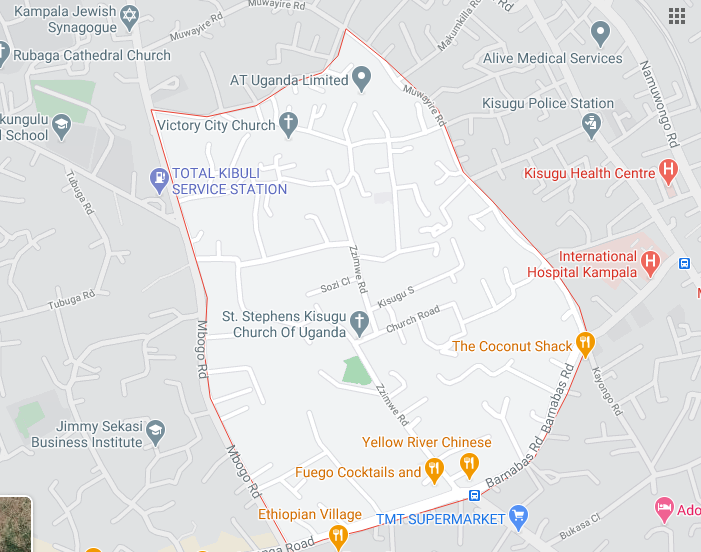 Kampala Jewish
Synagogue
Muwayire Rd
Muwayire Rd
Makumkilla Rd
Rubaga Cathedral Church
AT Uganda Limited
Alive Medical Services
Namuwongo Rd
Muwayire Rd
Kisugu Police Station
kungulu
l School
Victory City Church
TOTAL KIBULI
SERVICE STATION
Kisugu Health Centre
Tubuga Rd
Zzimwe Rd
International
Hospital Kampala
Sozi Cl
Kisugu S
Tubuga Rd
St. Stephens Kisugu
Church Of Uganda
Church Road
Mbogo Rd
The Coconut Shack
Kayongo Rd
Zzimwe Rd
Barnabas Rd
Jimmy Sekasi
Business Institute
Mbogo Rd
Yellow River Chinese
Fuego Cocktails and
Barnabas Rd
Ethiopian Village
TMT SUPERMARKET
Bukasa Cl
Ado
nga Road